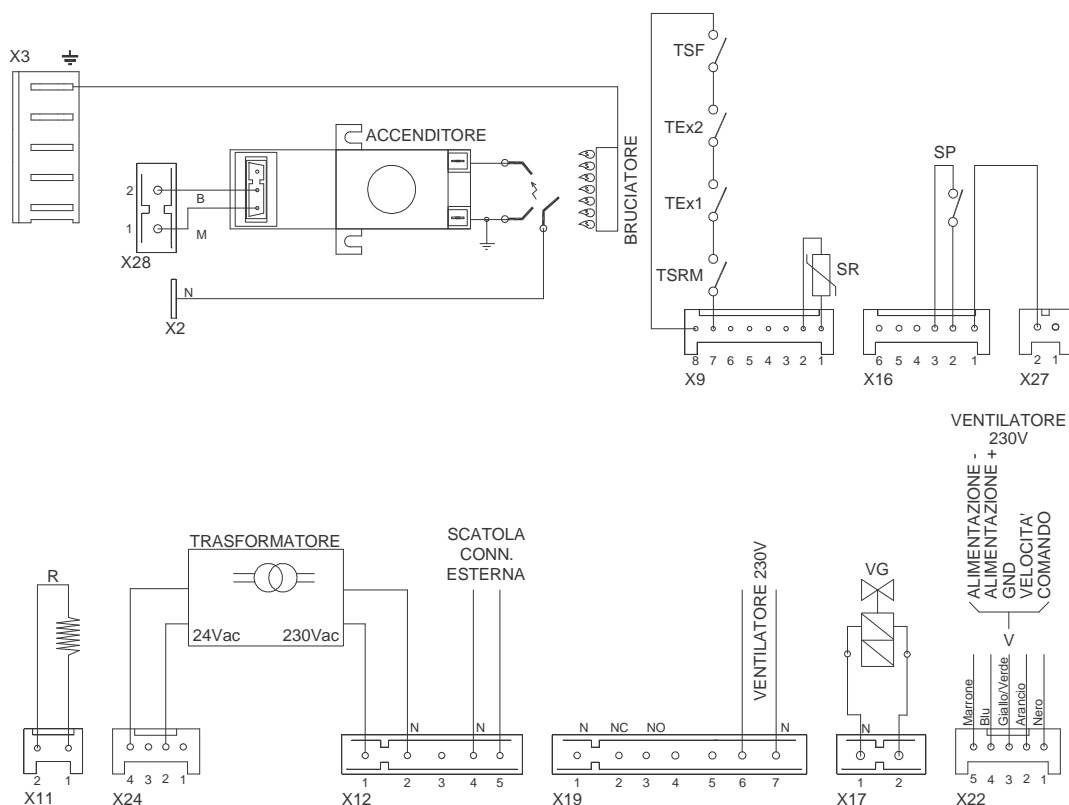 X3
ACCENDITORE
BRUCIATORE
2
1
B
M
X28
N
X2
TSF
TEx2
TEx1
TSRM
SR
8 7 6 5 4 3 2 1
X9
SP
6 5 4 3 2 1
X16
2 1
X27
R
2 1
X11
TRASFORMATORE
24Vac 230Vac
4 3 2 1
X24
SCATOLA
CONN.
ESTERNA
N N
1 2 3 4 5
X12
VENTILATORE 230V
N NC NO N
1 2 3 4 5 6 7
X19
VG
N
1 2
X17
VENTILATORE
230V
ALIMENTAZIONE -
ALIMENTAZIONE +
GND
VELOCITA'
COMANDO
V
Marrone
Blu
Giallo/Verde
Arancio
Nero
5 4 3 2 1
X22